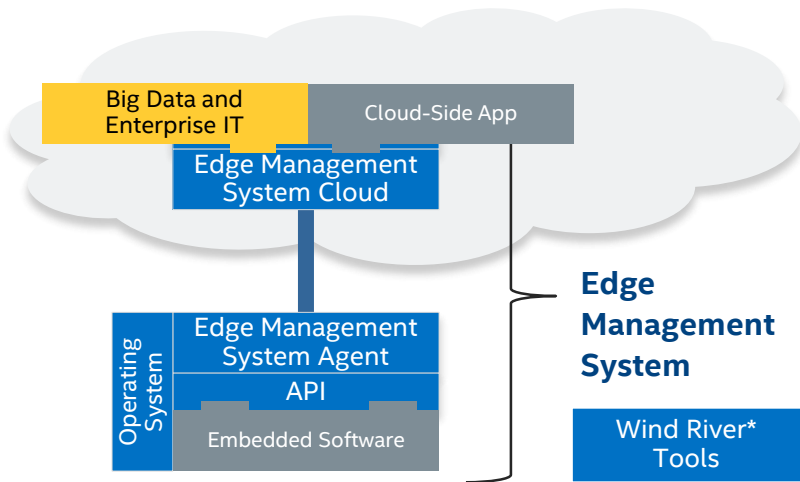 Big Data and
Enterprise IT
Cloud-Side App
Edge Management
System Cloud
Edge
Management
System
Operating
System
Edge Management
System Agent
API
Embedded Software
Wind River*
Tools